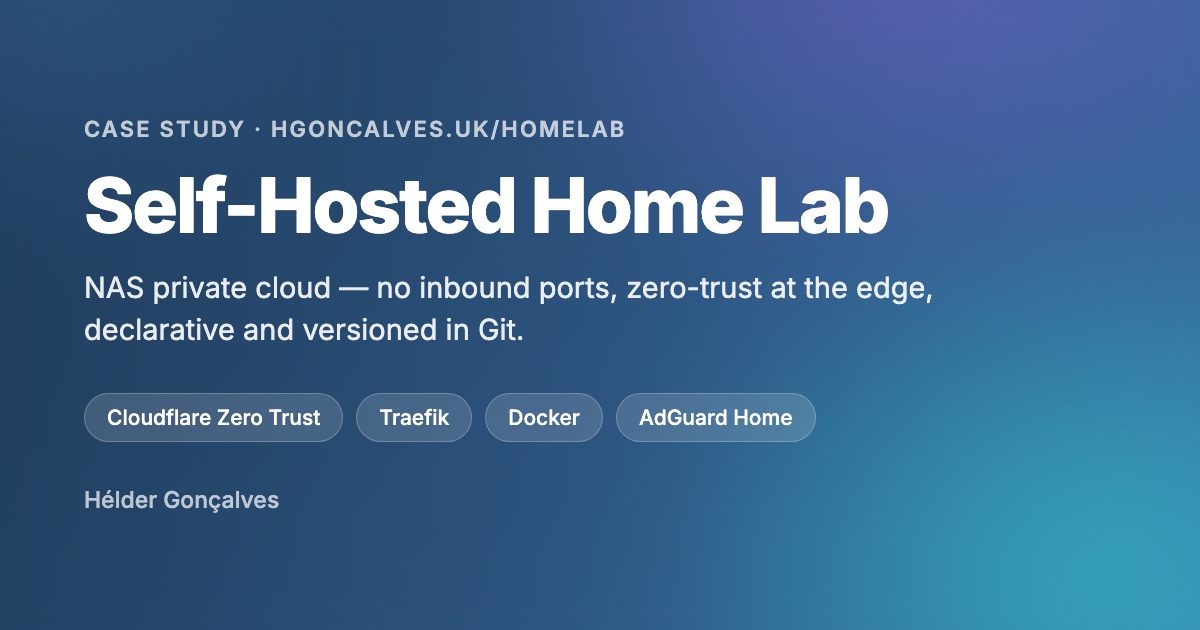 CASE STUDY · HGONCALVES.UK/HOMELAB
Self-Hosted Home Lab
NAS private cloud — no inbound ports, zero-trust at the edge,
declarative and versioned in Git.
Cloudflare Zero Trust Traefik Docker AdGuard Home
Hélder Gonçalves